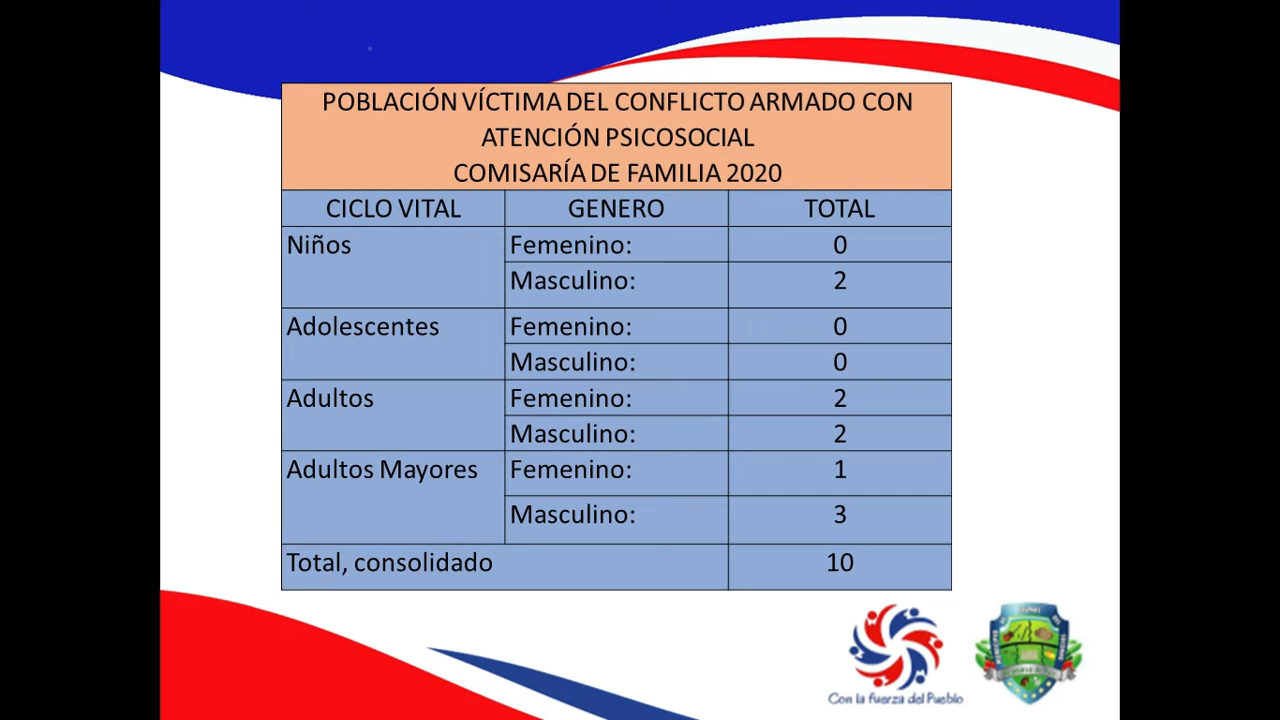 POBLACIÓN VÍCTIMA DEL CONFLICTO ARMADO CON
ATENCIÓN PSICOSOCIAL
COMISARÍA DE FAMILIA 2020
CICLO VITAL GENERO TOTAL
Niños Femenino: 0
Masculino: 2
Adolescentes Femenino: 0
Masculino: 0
Adultos Femenino: 2
Masculino: 2
Adultos Mayores Femenino: 1
Masculino: 3
Total, consolidado 10
Con la fuerza del Pueblo